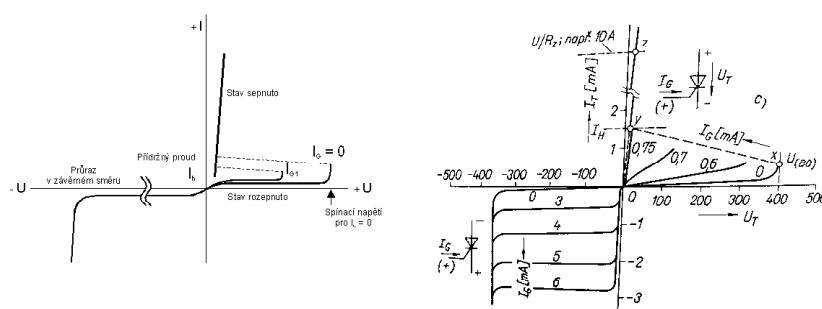 +I
Stav sepnuto
I_G = 0
Přídržný proud
Průraz
v závěrném směru
I_h
I_G1
- U
+ U
Stav rozepnuto
Spínací napětí
pro I_G = 0
U/R_z; např. 10A
z
I_T [mA]
2
I_G
(+)
+
-
U_T
c)
I_H
y
I_G [mA]
1
0,75
0,7
0,6
0
x
U_(BO)
-500 -400 -300 -200 -100
0 100 200 300 400 500
U_T
0
3
4
5
6
-1
-2
-3
-
I_G
(+)
+
I_G [mA]